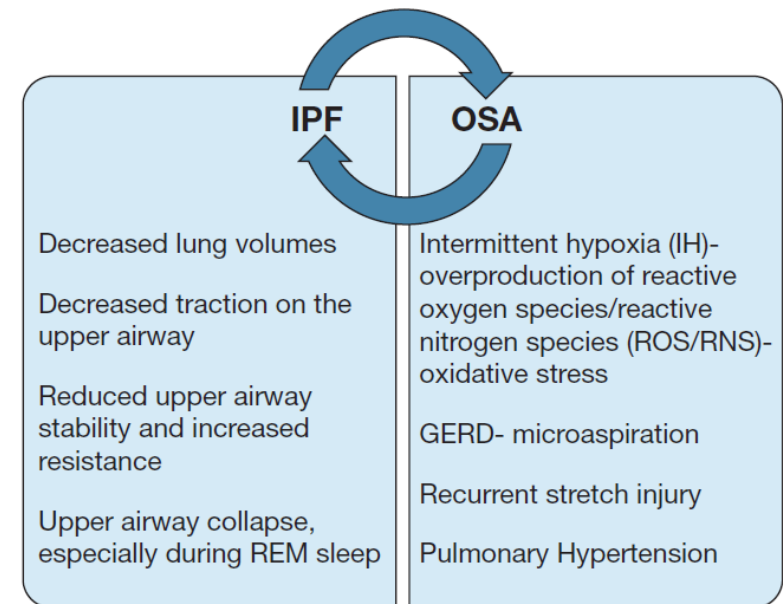 IPF
Decreased lung volumes
Decreased traction on the
upper airway
Reduced upper airway
stability and increased
resistance
Upper airway collapse,
especially during REM sleep
OSA
Intermittent hypoxia (IH)-
overproduction of reactive
oxygen species/reactive
nitrogen species (ROS/RNS)-
oxidative stress
GERD- microaspiration
Recurrent stretch injury
Pulmonary Hypertension